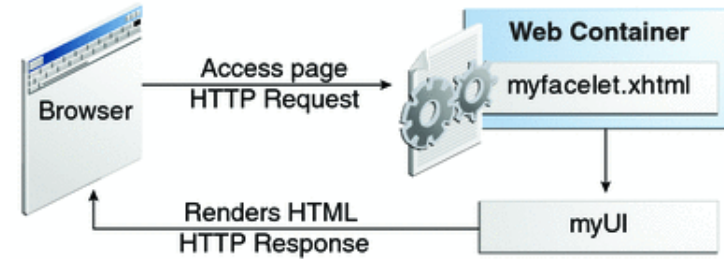 Browser
Access page
HTTP Request
Web Container
myfacelet.xhtml
myUI
Renders HTML
HTTP Response